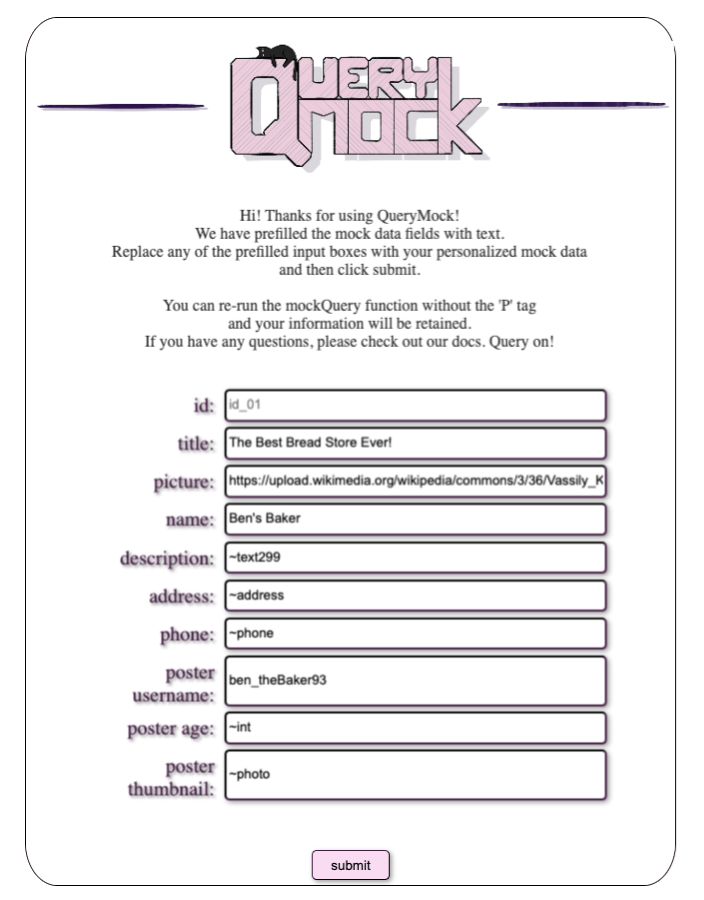 QUERY
MOCK
Hi! Thanks for using QueryMock!
We have prefilled the mock data fields with text.
Replace any of the prefilled input boxes with your personalized mock data
and then click submit.
You can re-run the mockQuery function without the 'P' tag
and your information will be retained.
If you have any questions, please check out our docs. Query on!
id: id_01
title: The Best Bread Store Ever!
picture: https://upload.wikimedia.org/wikipedia/commons/3/36/Vassily_K
name: Ben's Baker
description: ~text299
address: ~address
phone: ~phone
poster
username: ben_theBaker93
poster age: ~int
poster
thumbnail: ~photo
submit